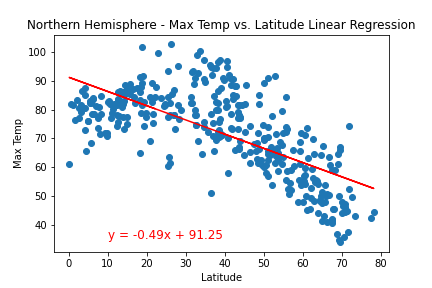 Northern Hemisphere - Max Temp vs. Latitude Linear Regression
100
90
80
70
60
50
40
Max Temp
y = -0.49x + 91.25
0 10 20 30 40 50 60 70 80
Latitude